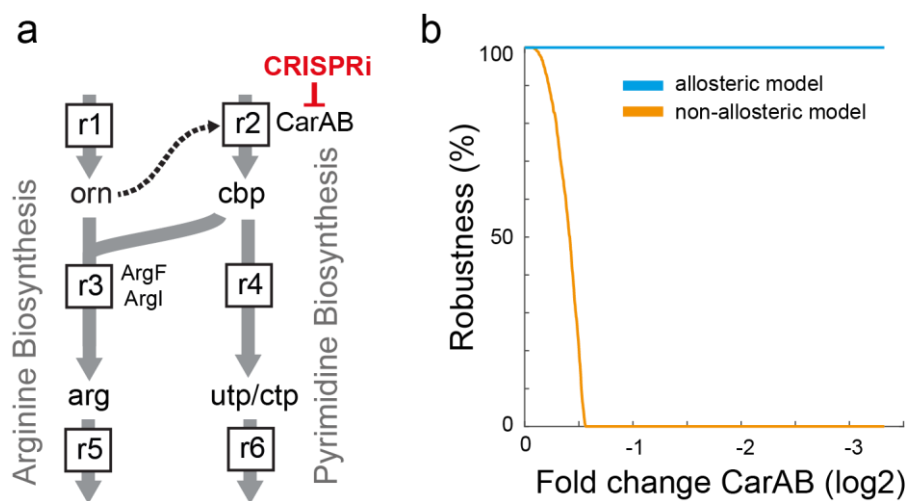 a
CRISPRi
r1
r2
CarAB
orn
cbp
Arginine Biosynthesis
Pyrimidine Biosynthesis
r3
ArgF
ArgI
r4
arg
utp/ctp
r5
r6
b
100
50
0
Robustness (%)
allosteric model
non-allosteric model
0
-1
-2
-3
Fold change CarAB (log2)